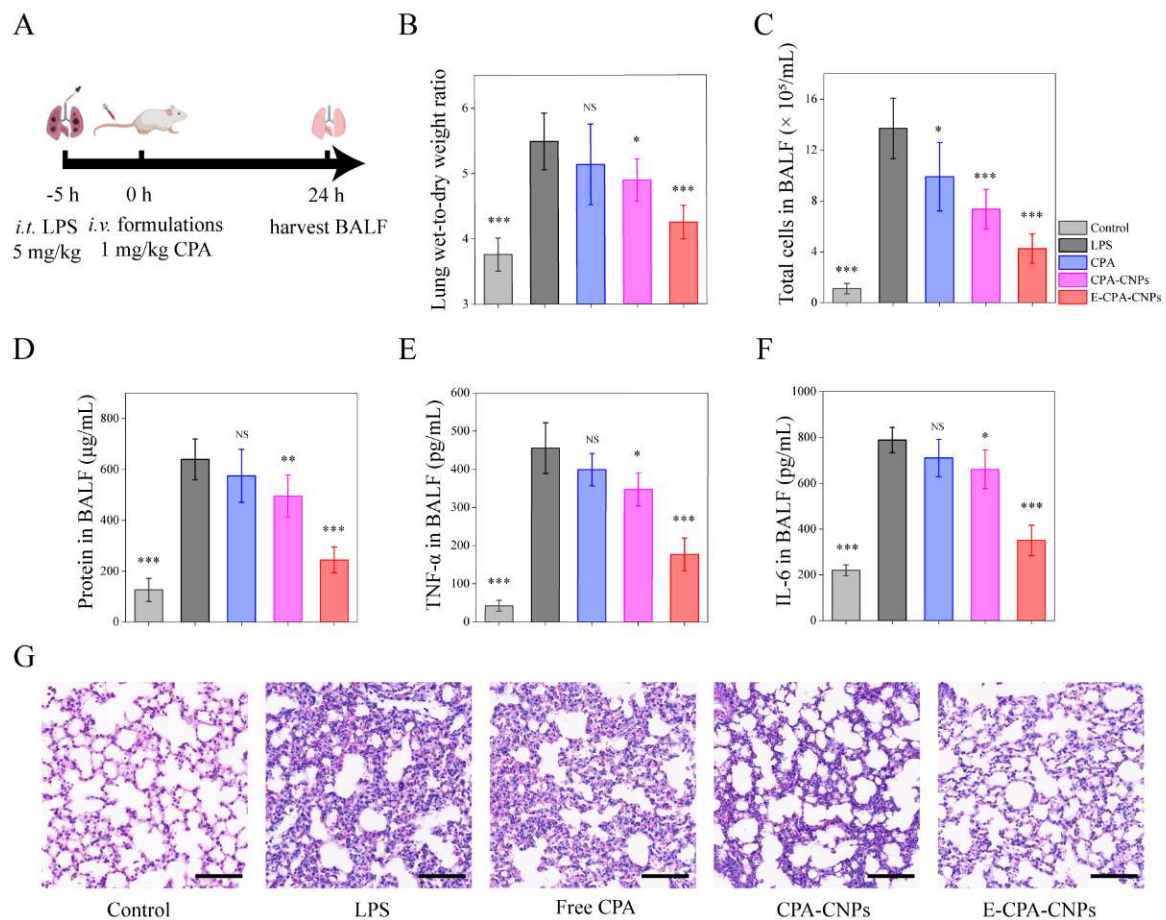 A
-5 h
0 h
24 h
i.t. LPS
i.v. formulations
harvest BALF
5 mg/kg
1 mg/kg CPA
B
Lung wet-to-dry weight ratio
6
5
4
3
***
NS
*
***
C
Total cells in BALF (× 10⁵/mL)
16
12
8
4
0
***
*
***
***
Control
LPS
CPA
CPA-CNPs
E-CPA-CNPs
D
Protein in BALF (μg/mL)
800
600
400
200
0
***
NS
**
***
E
TNF-α in BALF (pg/mL)
600
500
400
300
200
100
0
***
NS
*
***
F
IL-6 in BALF (pg/mL)
1000
800
600
400
200
0
***
NS
*
***
G
Control
LPS
Free CPA
CPA-CNPs
E-CPA-CNPs